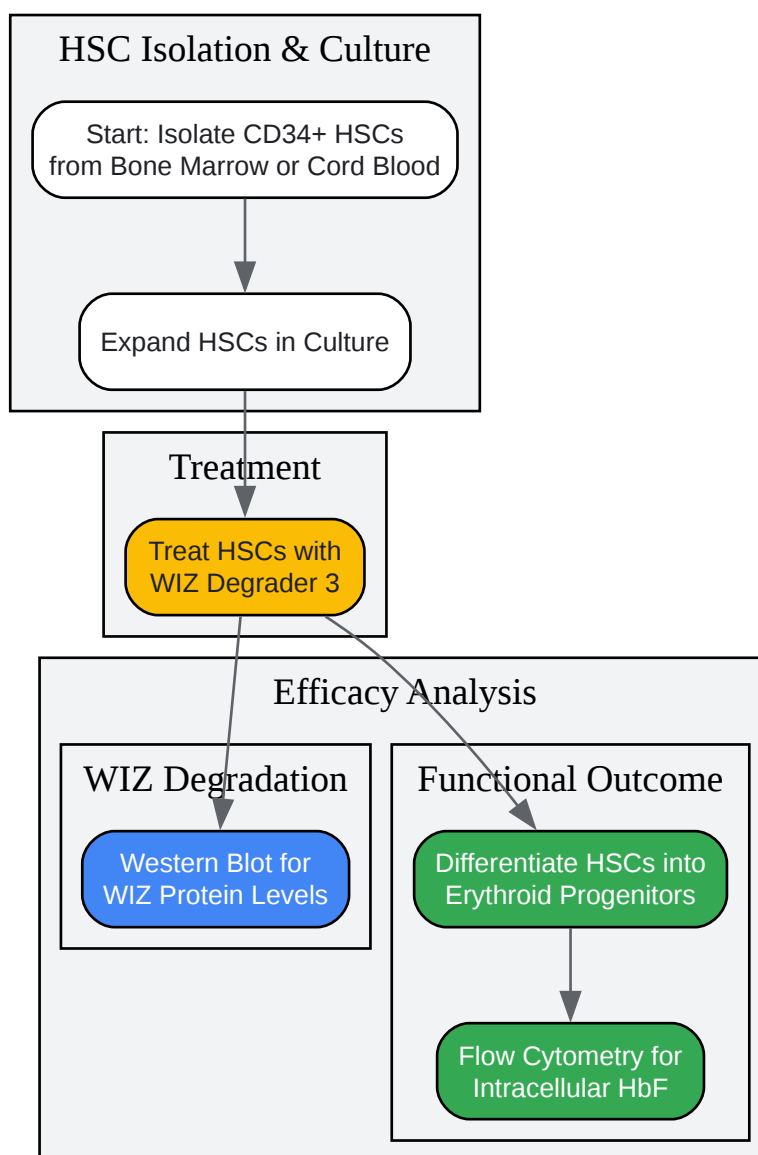 HSC Isolation & Culture
Start: Isolate CD34+ HSCs
from Bone Marrow or Cord Blood
Expand HSCs in Culture
Treatment
Treat HSCs with
WIZ Degrader 3
Efficacy Analysis
WIZ Degradation
Western Blot for
WIZ Protein Levels
Functional Outcome
Differentiate HSCs into
Erythroid Progenitors
Flow Cytometry for
Intracellular HbF